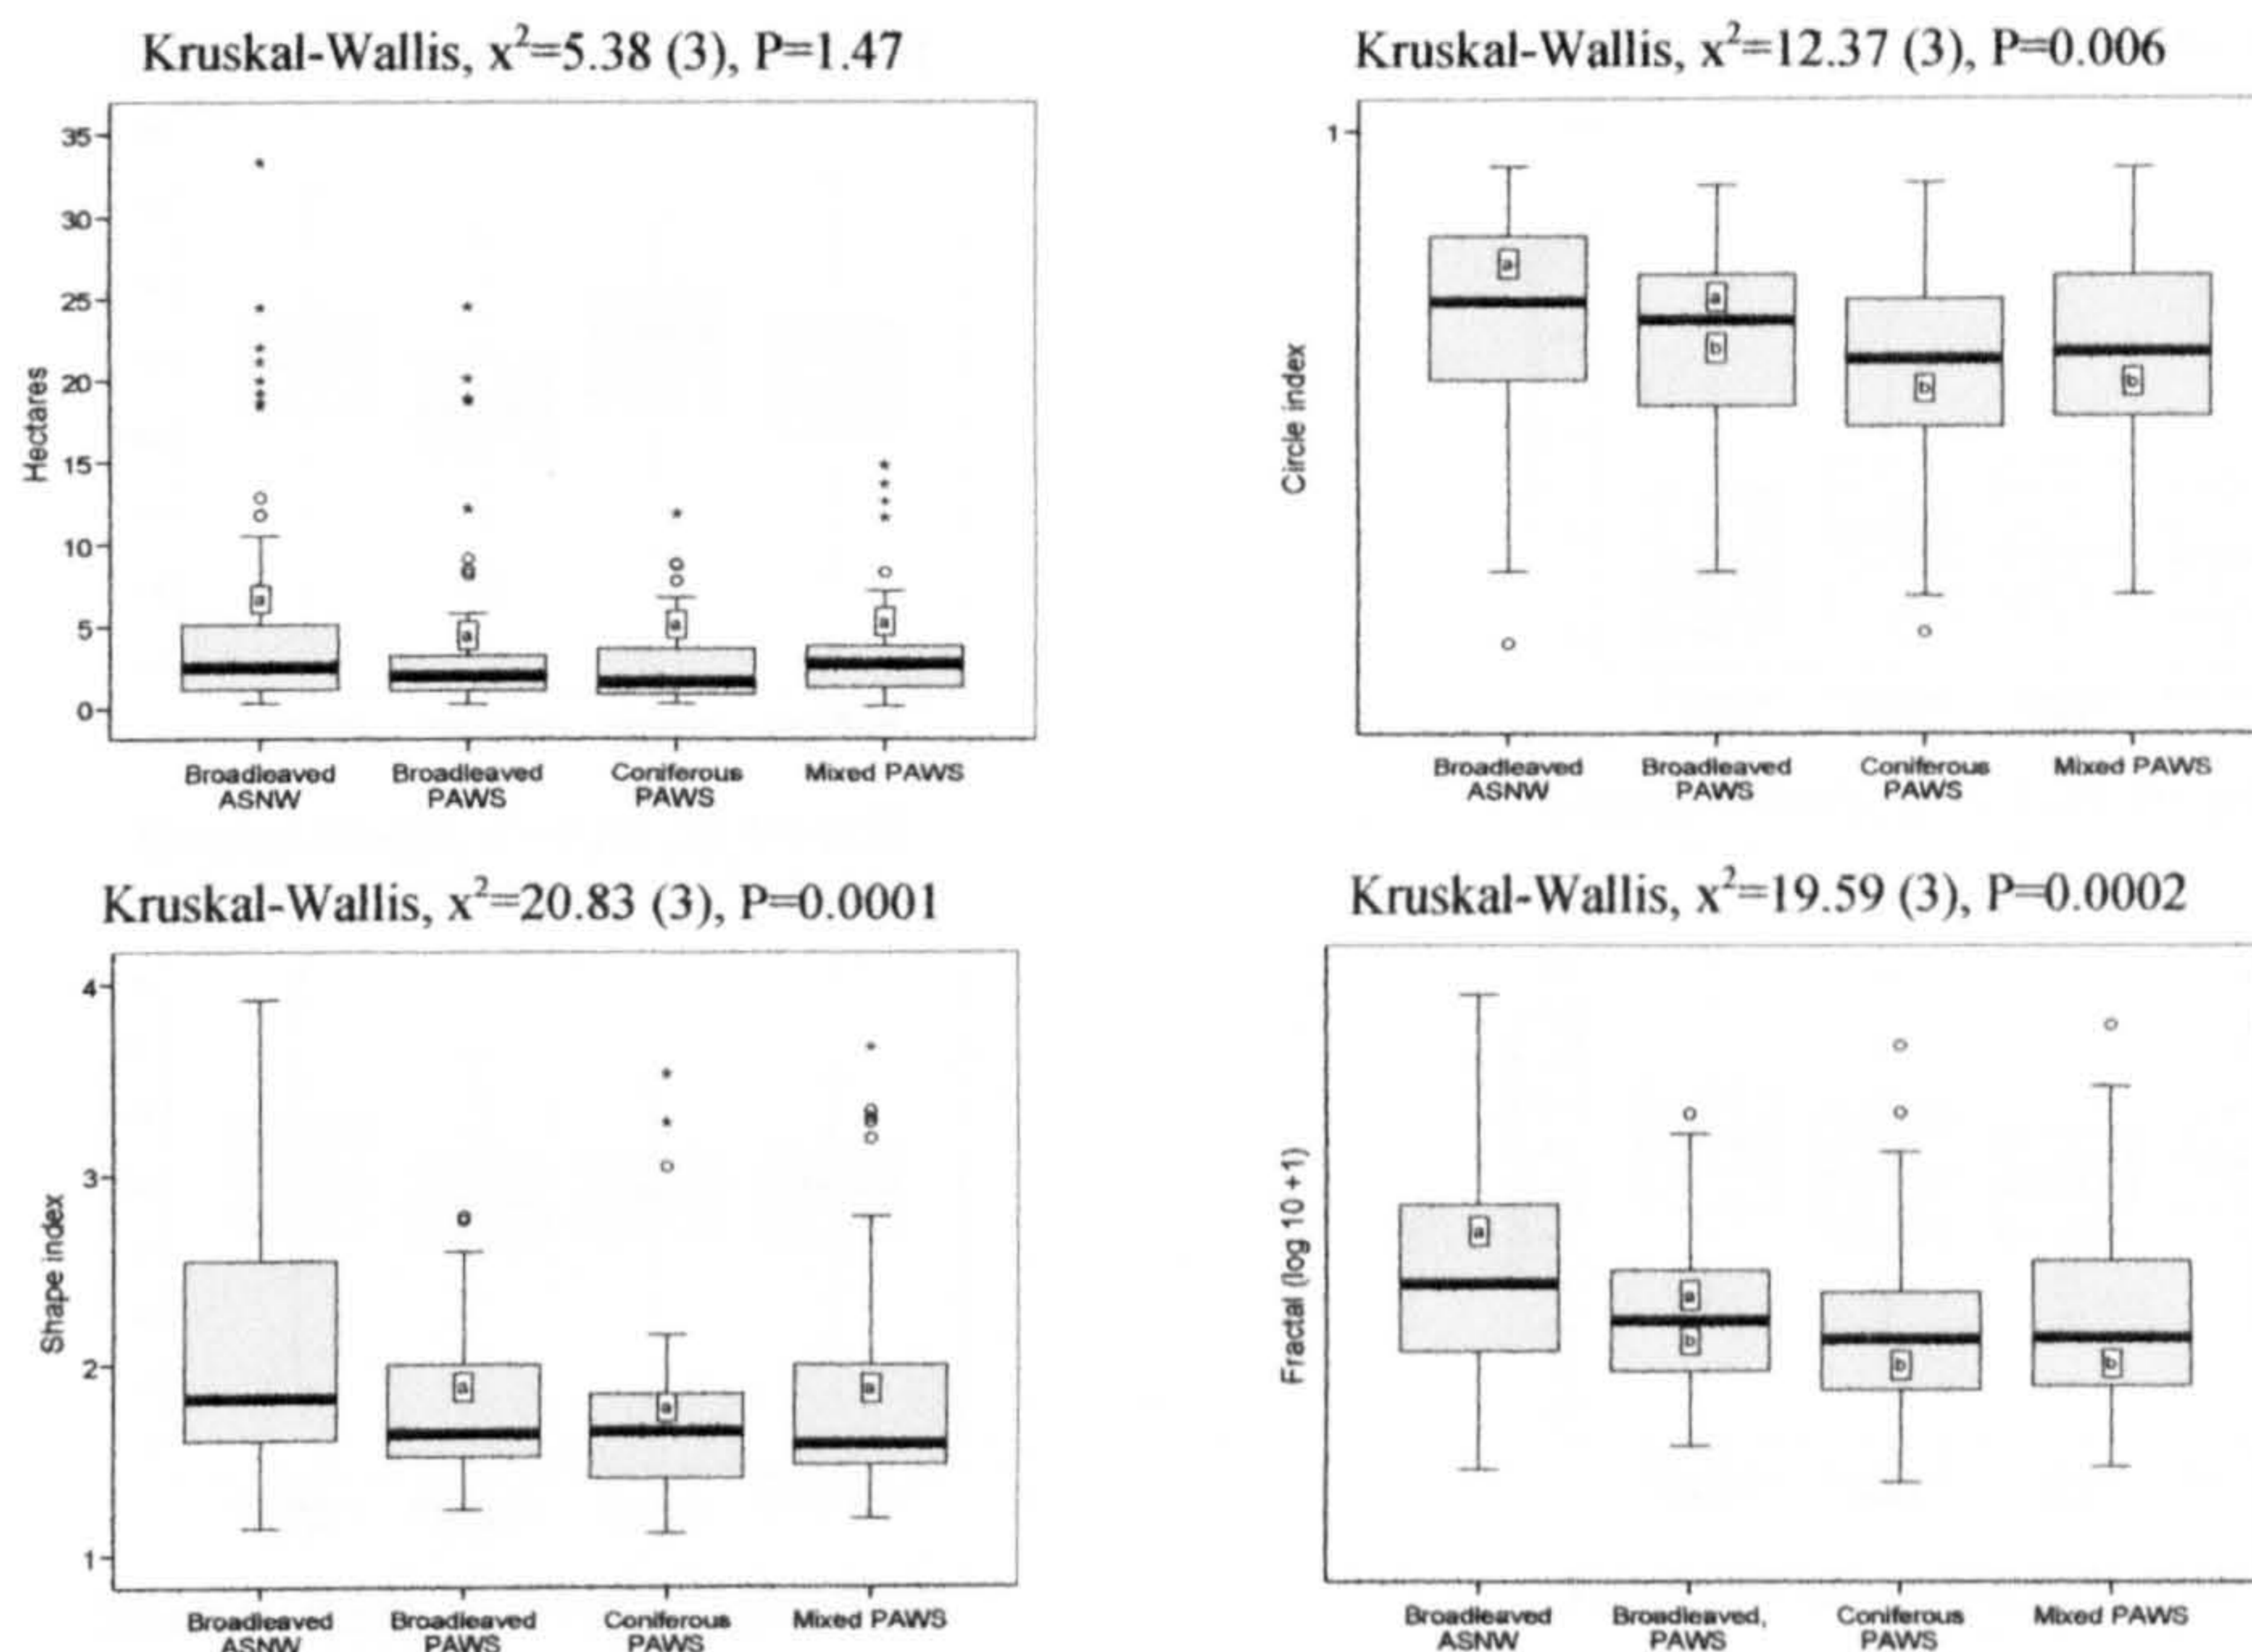 Kruskal-Wallis, x²=5.38 (3), P=1.47
35
30
25
20
15
10
5
0
Hectares
a
a
a
a
Broadleaved ASNW
Broadleaved PAWS
Coniferous PAWS
Mixed PAWS
Kruskal-Wallis, x²=12.37 (3), P=0.006
1
Circle index
a
a
b
b
b
Broadleaved ASNW
Broadleaved PAWS
Coniferous PAWS
Mixed PAWS
Kruskal-Wallis, x²=20.83 (3), P=0.0001
4
3
2
1
Shape index
a
a
a
Broadleaved ASNW
Broadleaved PAWS
Coniferous PAWS
Mixed PAWS
Kruskal-Wallis, x²=19.59 (3), P=0.0002
Fractal (log 10 +1)
a
a
b
b
b
Broadleaved ASNW
Broadleaved, PAWS
Coniferous PAWS
Mixed PAWS